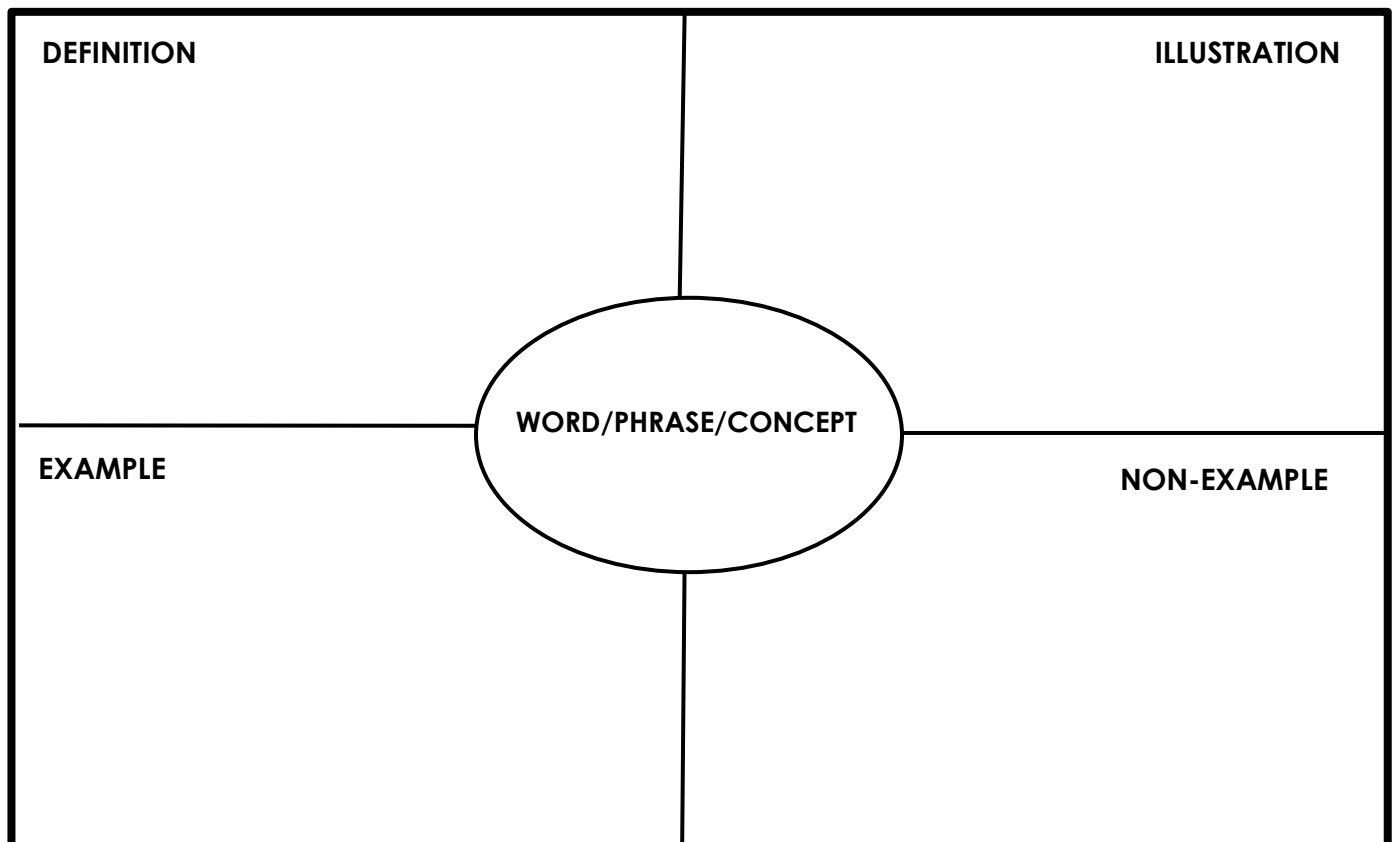 DEFINITION
ILLUSTRATION
WORD/PHRASE/CONCEPT
EXAMPLE
NON-EXAMPLE